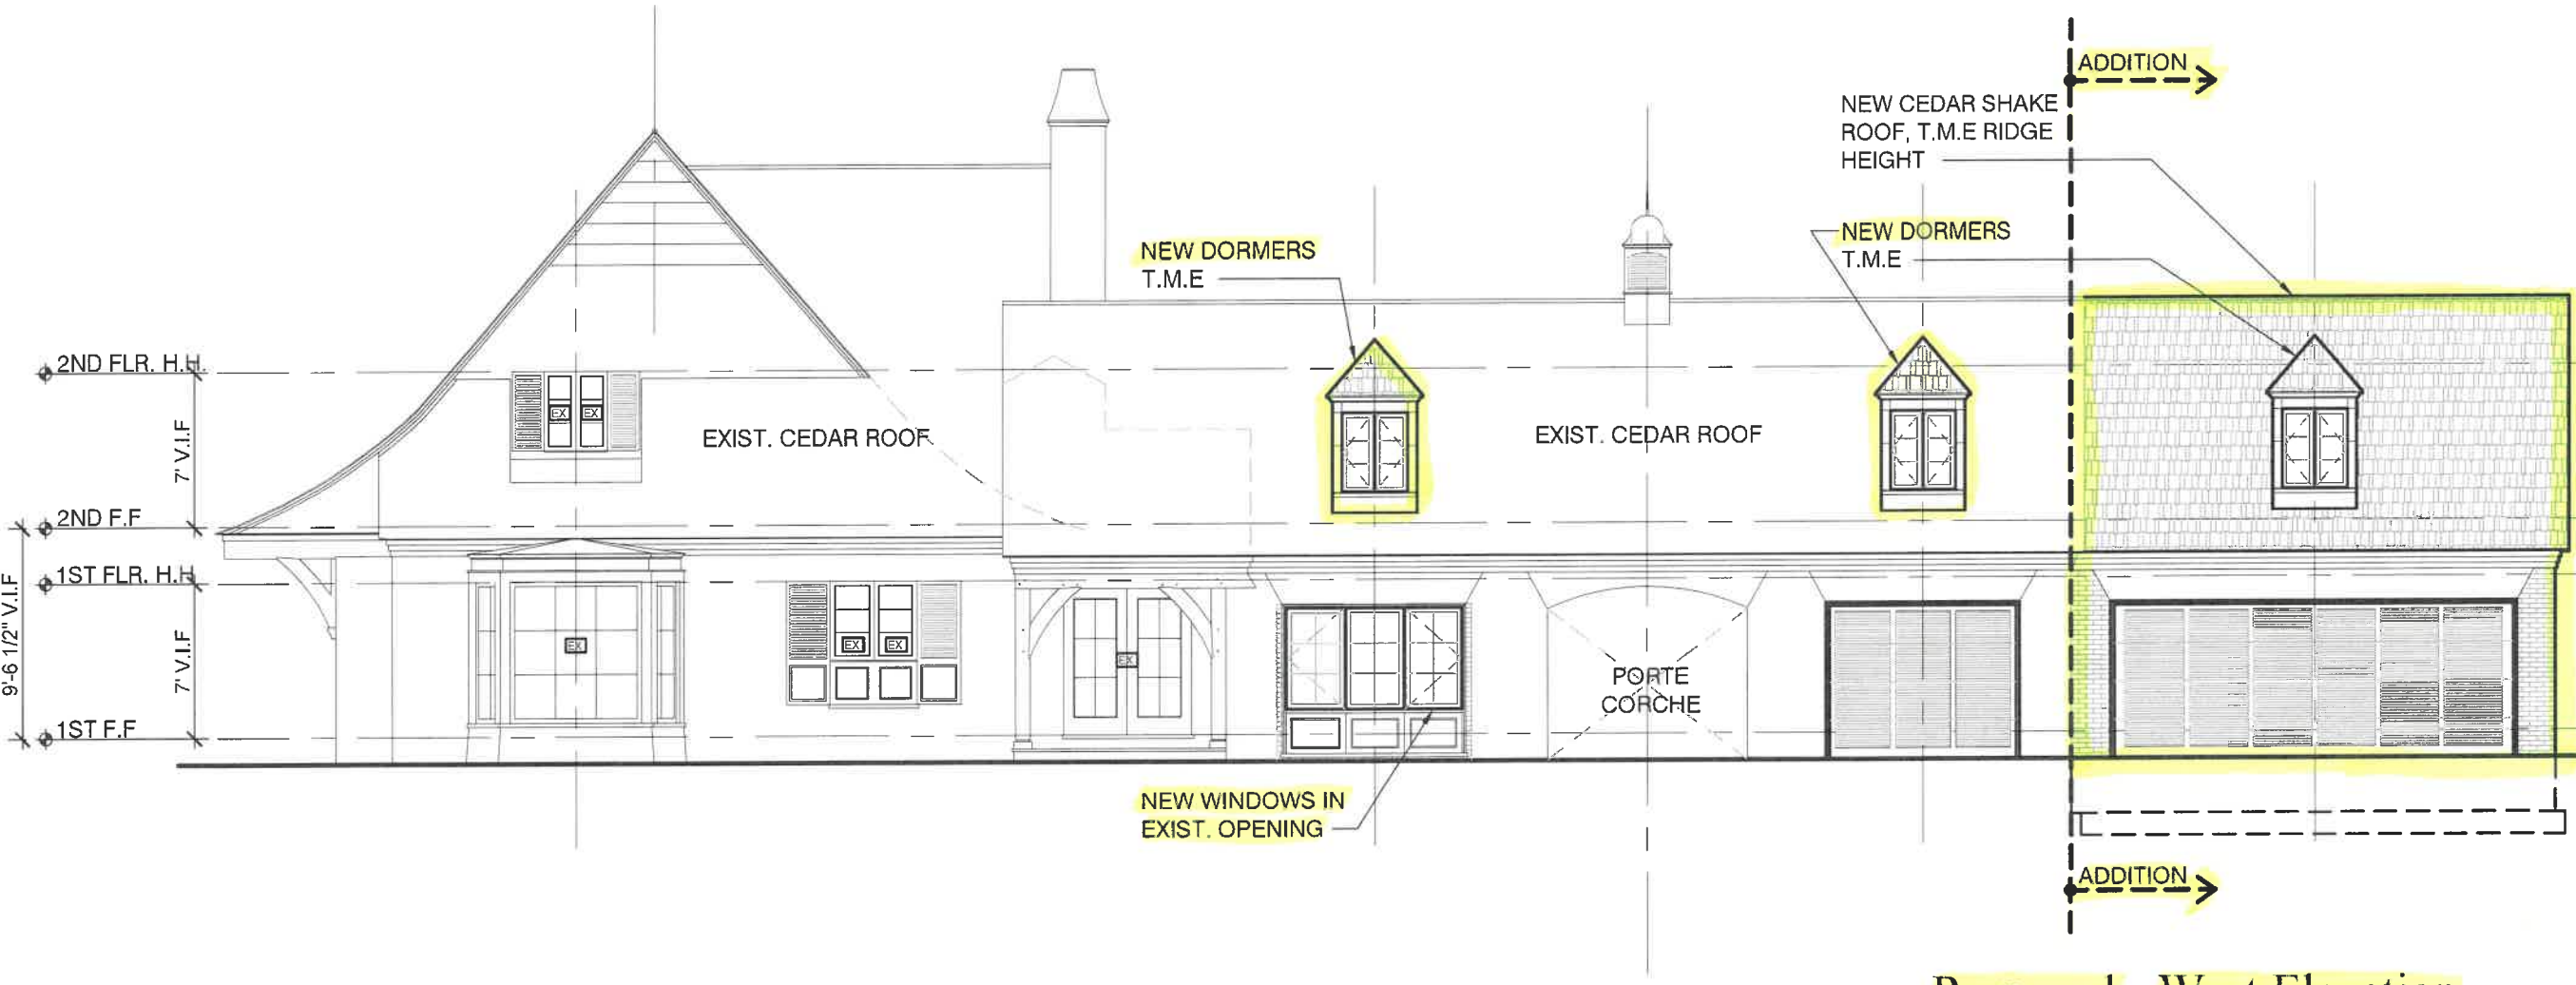 ADDITION
NEW CEDAR SHAKE
ROOF, T.M.E RIDGE
HEIGHT
NEW DORMERS
T.M.E
NEW DORMERS
T.M.E
2ND FLR. H.H.
EX EX
EXIST. CEDAR ROOF
EXIST. CEDAR ROOF
7' V.I.F
2ND F.F
1ST FLR. H.H
9'-6 1/2" V.I.F
7' V.I.F
EX
EX EX
EX
PORTE
CORCHE
1ST F.F
NEW WINDOWS IN
EXIST. OPENING
ADDITION
West Elevation